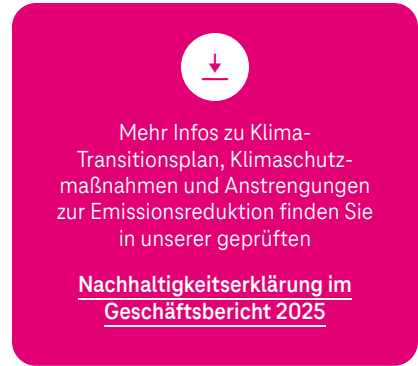 Mehr Infos zu Klima-
Transitionsplan, Klimaschutz-
maßnahmen und Anstrengungen
zur Emissionsreduktion finden Sie
in unserer geprüften
Nachhaltigkeitserklärung im
Geschäftsbericht 2025